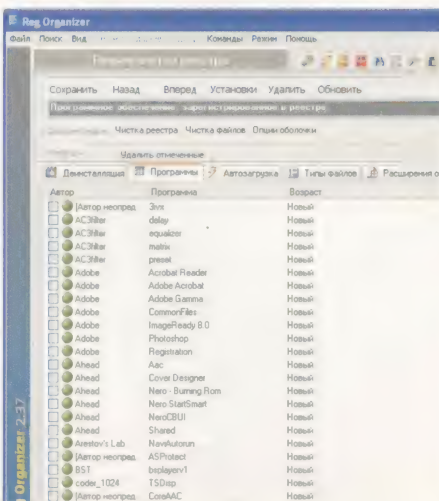 Reg Organizer
Файл Поиск Вид Команды Режим Помощь
Сохранить Назад Вперед Установки Удалить Обновить
Программное обеспечение, зарегистрированное в реестре
Чистка реестра Чистка файлов Опции оболочки
Удалить отмеченные
Деинсталляция Программы Автозагрузка Типы файлов Расширения о
Автор Программа Возраст
[Автор неопред. 3ivx Новый
AC3filter delay Новый
AC3filter equalizer Новый
AC3filter matrix Новый
AC3filter preset Новый
Adobe Acrobat Reader Новый
Adobe Adobe Acrobat Новый
Adobe Adobe Gamma Новый
Adobe CommonFiles Новый
Adobe ImageReady 8.0 Новый
Adobe Photoshop Новый
Adobe Registration Новый
Ahead Aac Новый
Ahead Cover Designer Новый
Ahead Nero - Burning Rom Новый
Ahead Nero StartSmart Новый
Ahead NeroCBUI Новый
Ahead Shared Новый
Arestov's Lab NavsAutorun Новый
[Автор неопред. ASProtect Новый
BST bsplayerv1 Новый
coder_1024 TSDisp Новый
[Автор неопред. CoreAAC Новый
Organizer 2.37